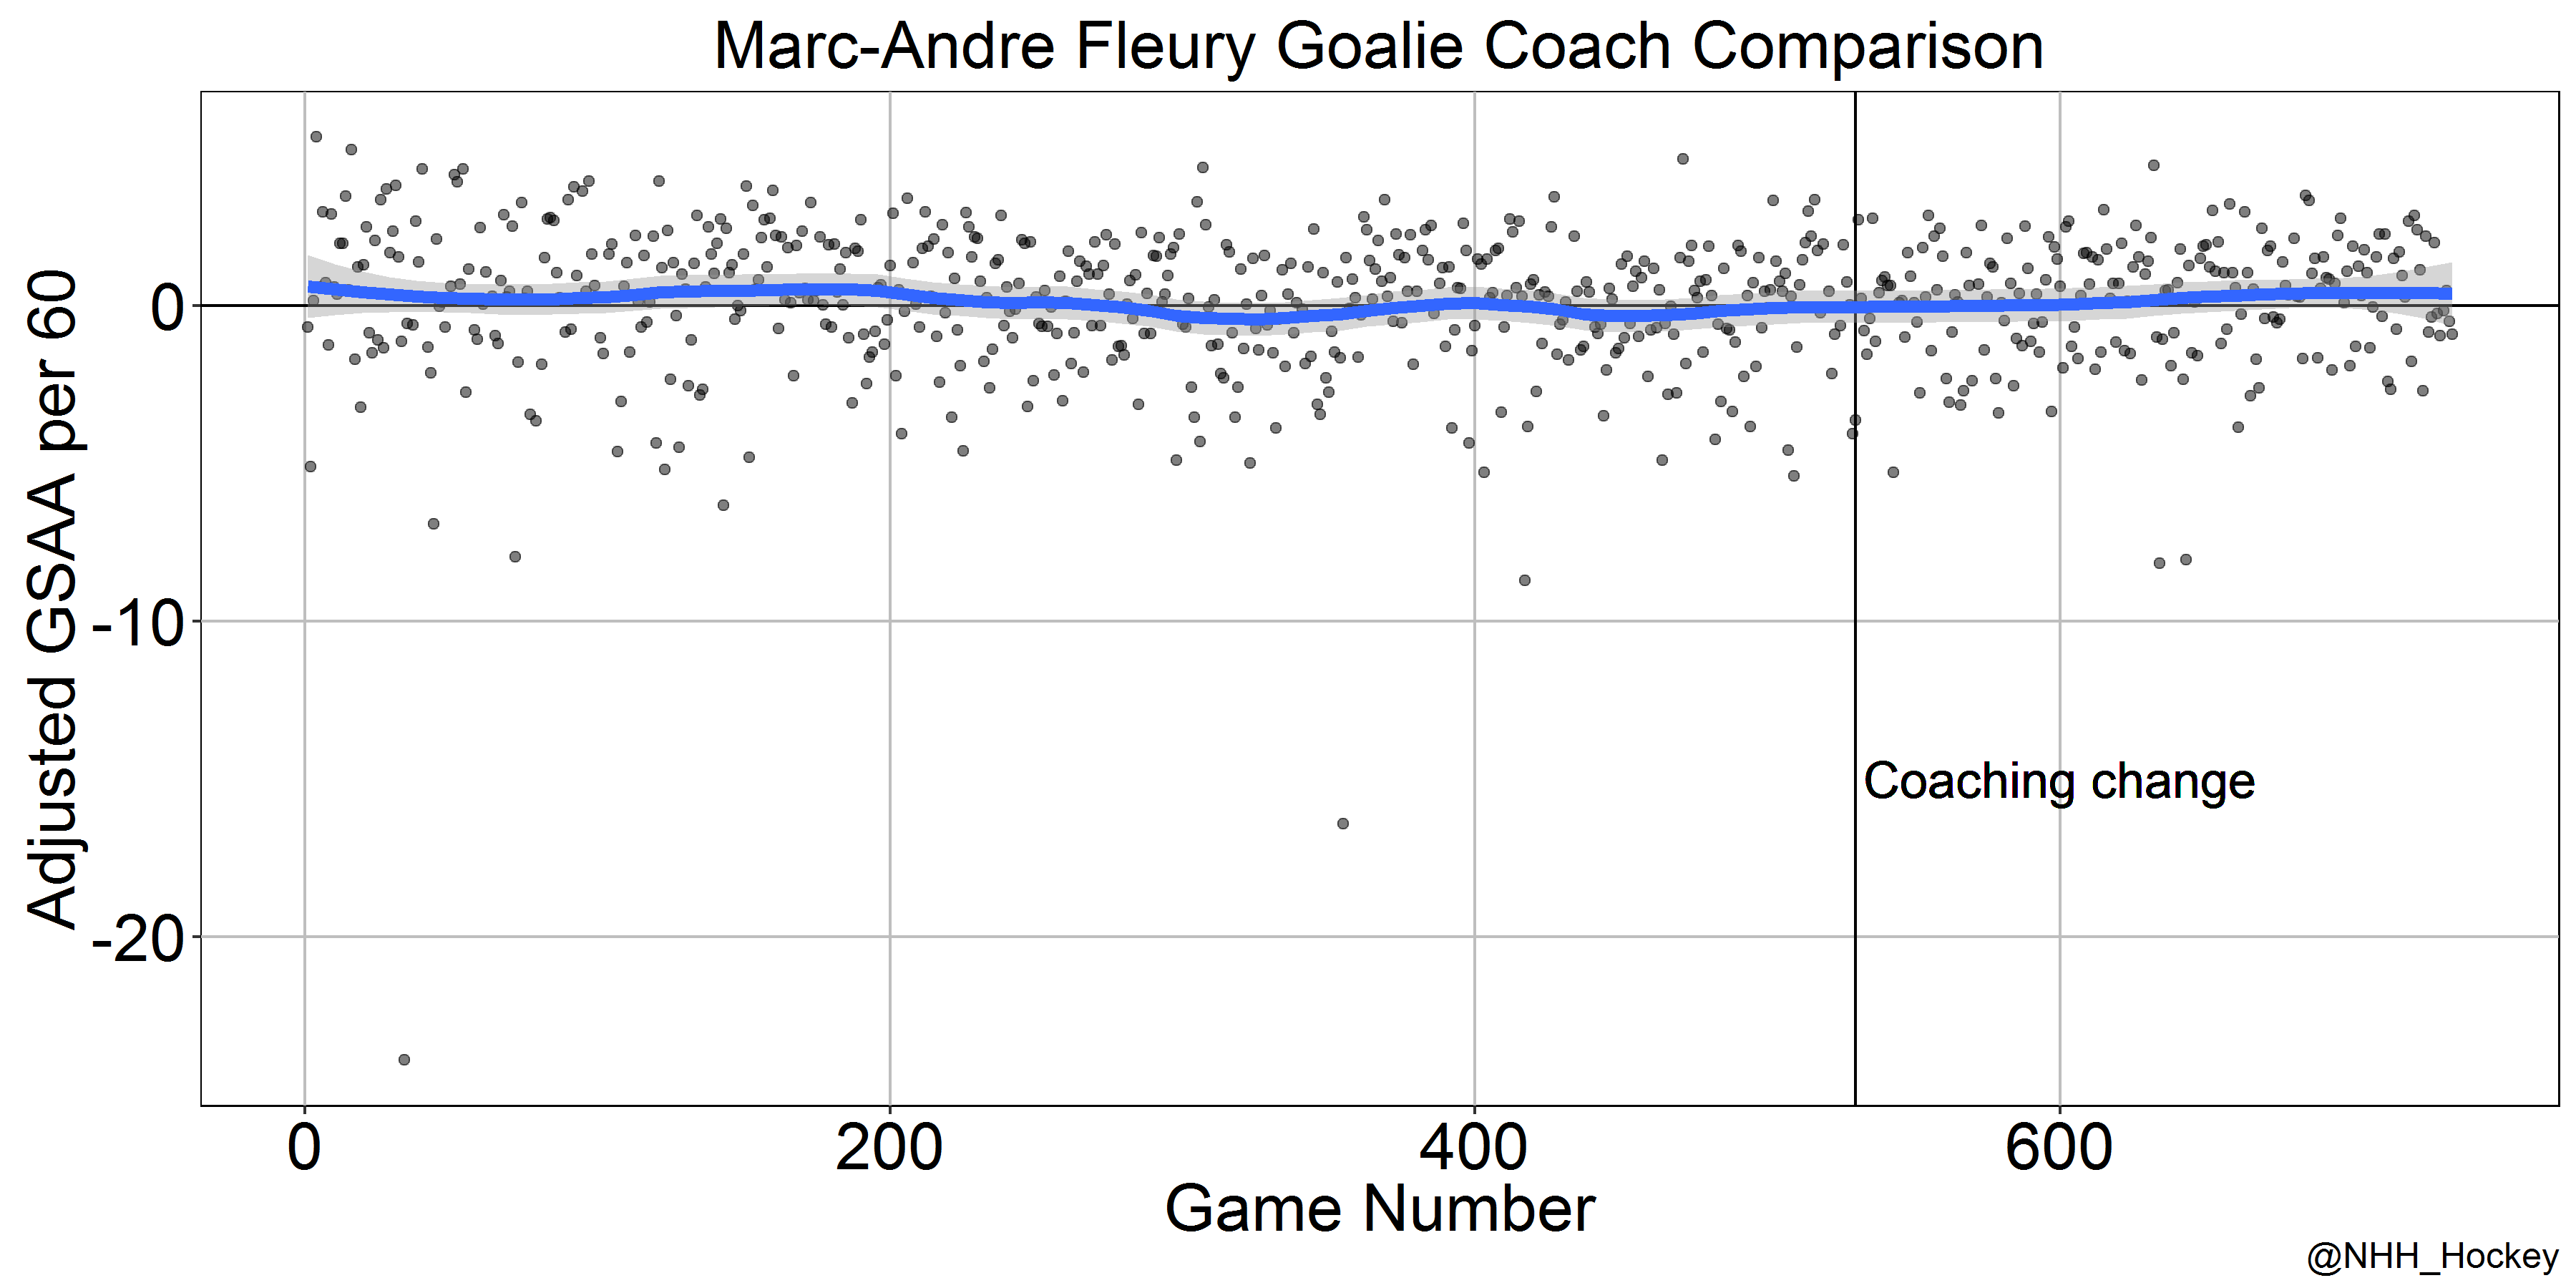 Marc-Andre Fleury Goalie Coach Comparison
Adjusted GSAA per 60
0
-10
-20
Coaching change
0 200 400 600
Game Number
@NHH_Hockey